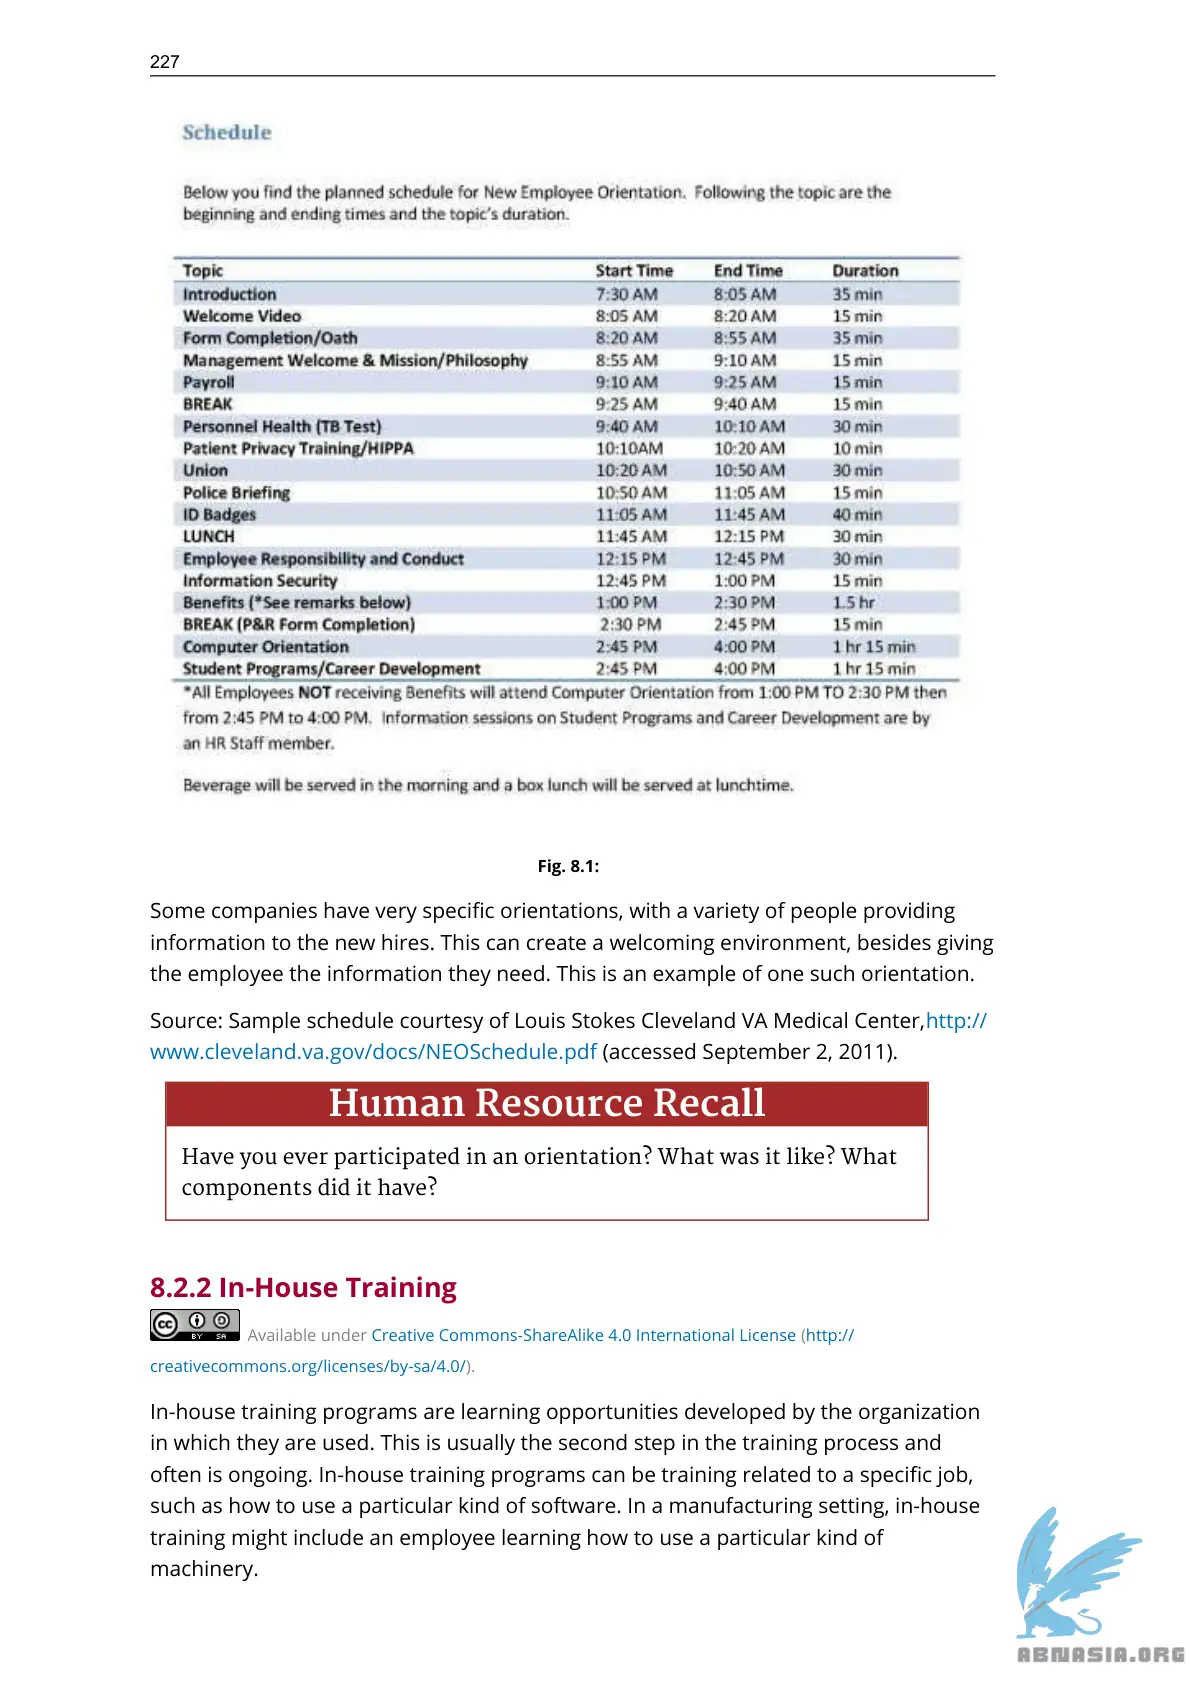 227
Schedule
Below you find the planned schedule for New Employee Orientation. Following the topic are the
beginning and ending times and the topic's duration.
Topic Start Time End Time Duration
Introduction 7:30 AM 8:05 AM 35 min
Welcome Video 8:05 AM 8:20 AM 15 min
Form Completion/Oath 8:20 AM 8:55 AM 35 min
Management Welcome & Mission/Philosophy 8:55 AM 9:10 AM 15 min
Payroll 9:10 AM 9:25 AM 15 min
BREAK 9:25 AM 9:40 AM 15 min
Personnel Health (TB Test) 9:40 AM 10:10 AM 30 min
Patient Privacy Training/HIPPA 10:10AM 10:20 AM 10 min
Union 10:20 AM 10:50 AM 30 min
Police Briefing 10:50 AM 11:05 AM 15 min
ID Badges 11:05 AM 11:45 AM 40 min
LUNCH 11:45 AM 12:15 PM 30 min
Employee Responsibility and Conduct 12:15 PM 12:45 PM 30 min
Information Security 12:45 PM 1:00 PM 15 min
Benefits (*See remarks below) 1:00 PM 2:30 PM 1.5 hr
BREAK (P&R Form Completion) 2:30 PM 2:45 PM 15 min
Computer Orientation 2:45 PM 4:00 PM 1 hr 15 min
Student Programs/Career Development 2:45 PM 4:00 PM 1 hr 15 min
*All Employees NOT receiving Benefits will attend Computer Orientation from 1:00 PM TO 2:30 PM then
from 2:45 PM to 4:00 PM. Information sessions on Student Programs and Career Development are by
an HR Staff member.
Beverage will be served in the morning and a box lunch will be served at lunchtime.
Fig. 8.1:
Some companies have very specific orientations, with a variety of people providing
information to the new hires. This can create a welcoming environment, besides giving
the employee the information they need. This is an example of one such orientation.
Source: Sample schedule courtesy of Louis Stokes Cleveland VA Medical Center,http://
www.cleveland.va.gov/docs/NEOSchedule.pdf (accessed September 2, 2011).
Human Resource Recall
Have you ever participated in an orientation? What was it like? What
components did it have?
8.2.2 In-House Training
cc BY SA Available under Creative Commons-ShareAlike 4.0 International License (http://
creativecommons.org/licenses/by-sa/4.0/).
In-house training programs are learning opportunities developed by the organization
in which they are used. This is usually the second step in the training process and
often is ongoing. In-house training programs can be training related to a specific job,
such as how to use a particular kind of software. In a manufacturing setting, in-house
training might include an employee learning how to use a particular kind of
machinery.
ABNASIA.ORG